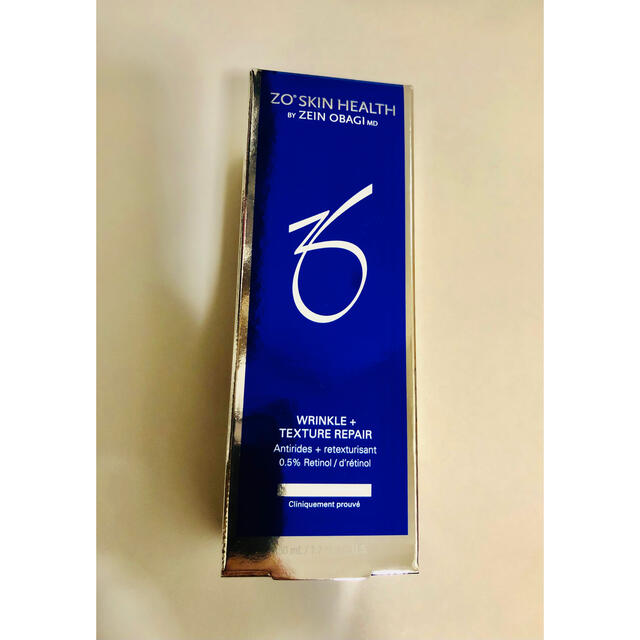 ZO® SKIN HEALTH
BY ZEIN OBAGI MD
WRINKLE +
TEXTURE REPAIR
Antirides + retexturisant
0.5% Retinol / d'rétinol
Cliniquement prouvé